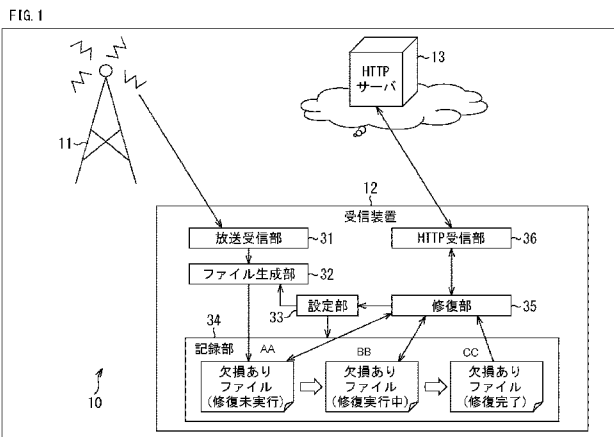 FIG. 1
HTTP
サーバ
13
11
12
受信装置
放送受信部
31
HTTP受信部
36
ファイル生成部
32
設定部
33
修復部
35
34
記録部
AA
BB
CC
欠損あり
ファイル
(修復未実行)
欠損あり
ファイル
(修復実行中)
欠損あり
ファイル
(修復完了)
10